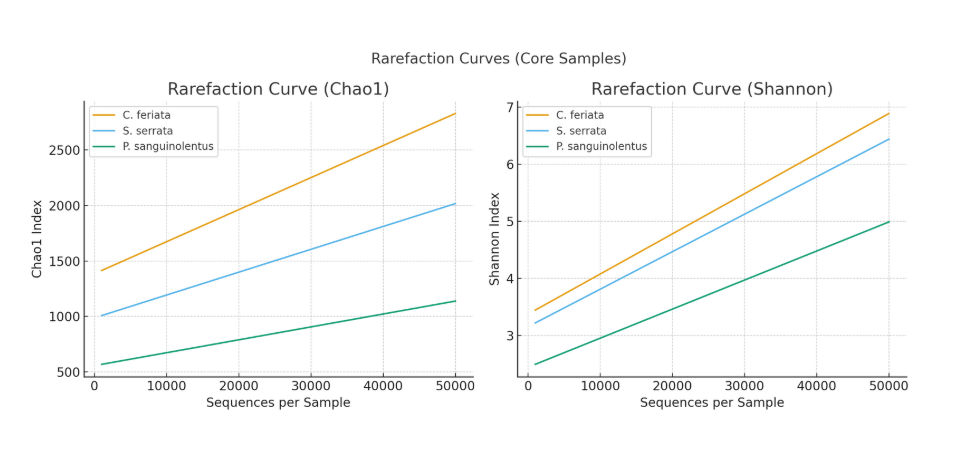 Rarefaction Curves (Core Samples)
Rarefaction Curve (Chao1)
C. feriata
S. serrata
P. sanguinolentus
Chao1 Index
2500
2000
1500
1000
500
0 10000 20000 30000 40000 50000
Sequences per Sample
Rarefaction Curve (Shannon)
C. feriata
S. serrata
P. sanguinolentus
Shannon Index
7
6
5
4
3
0 10000 20000 30000 40000 50000
Sequences per Sample